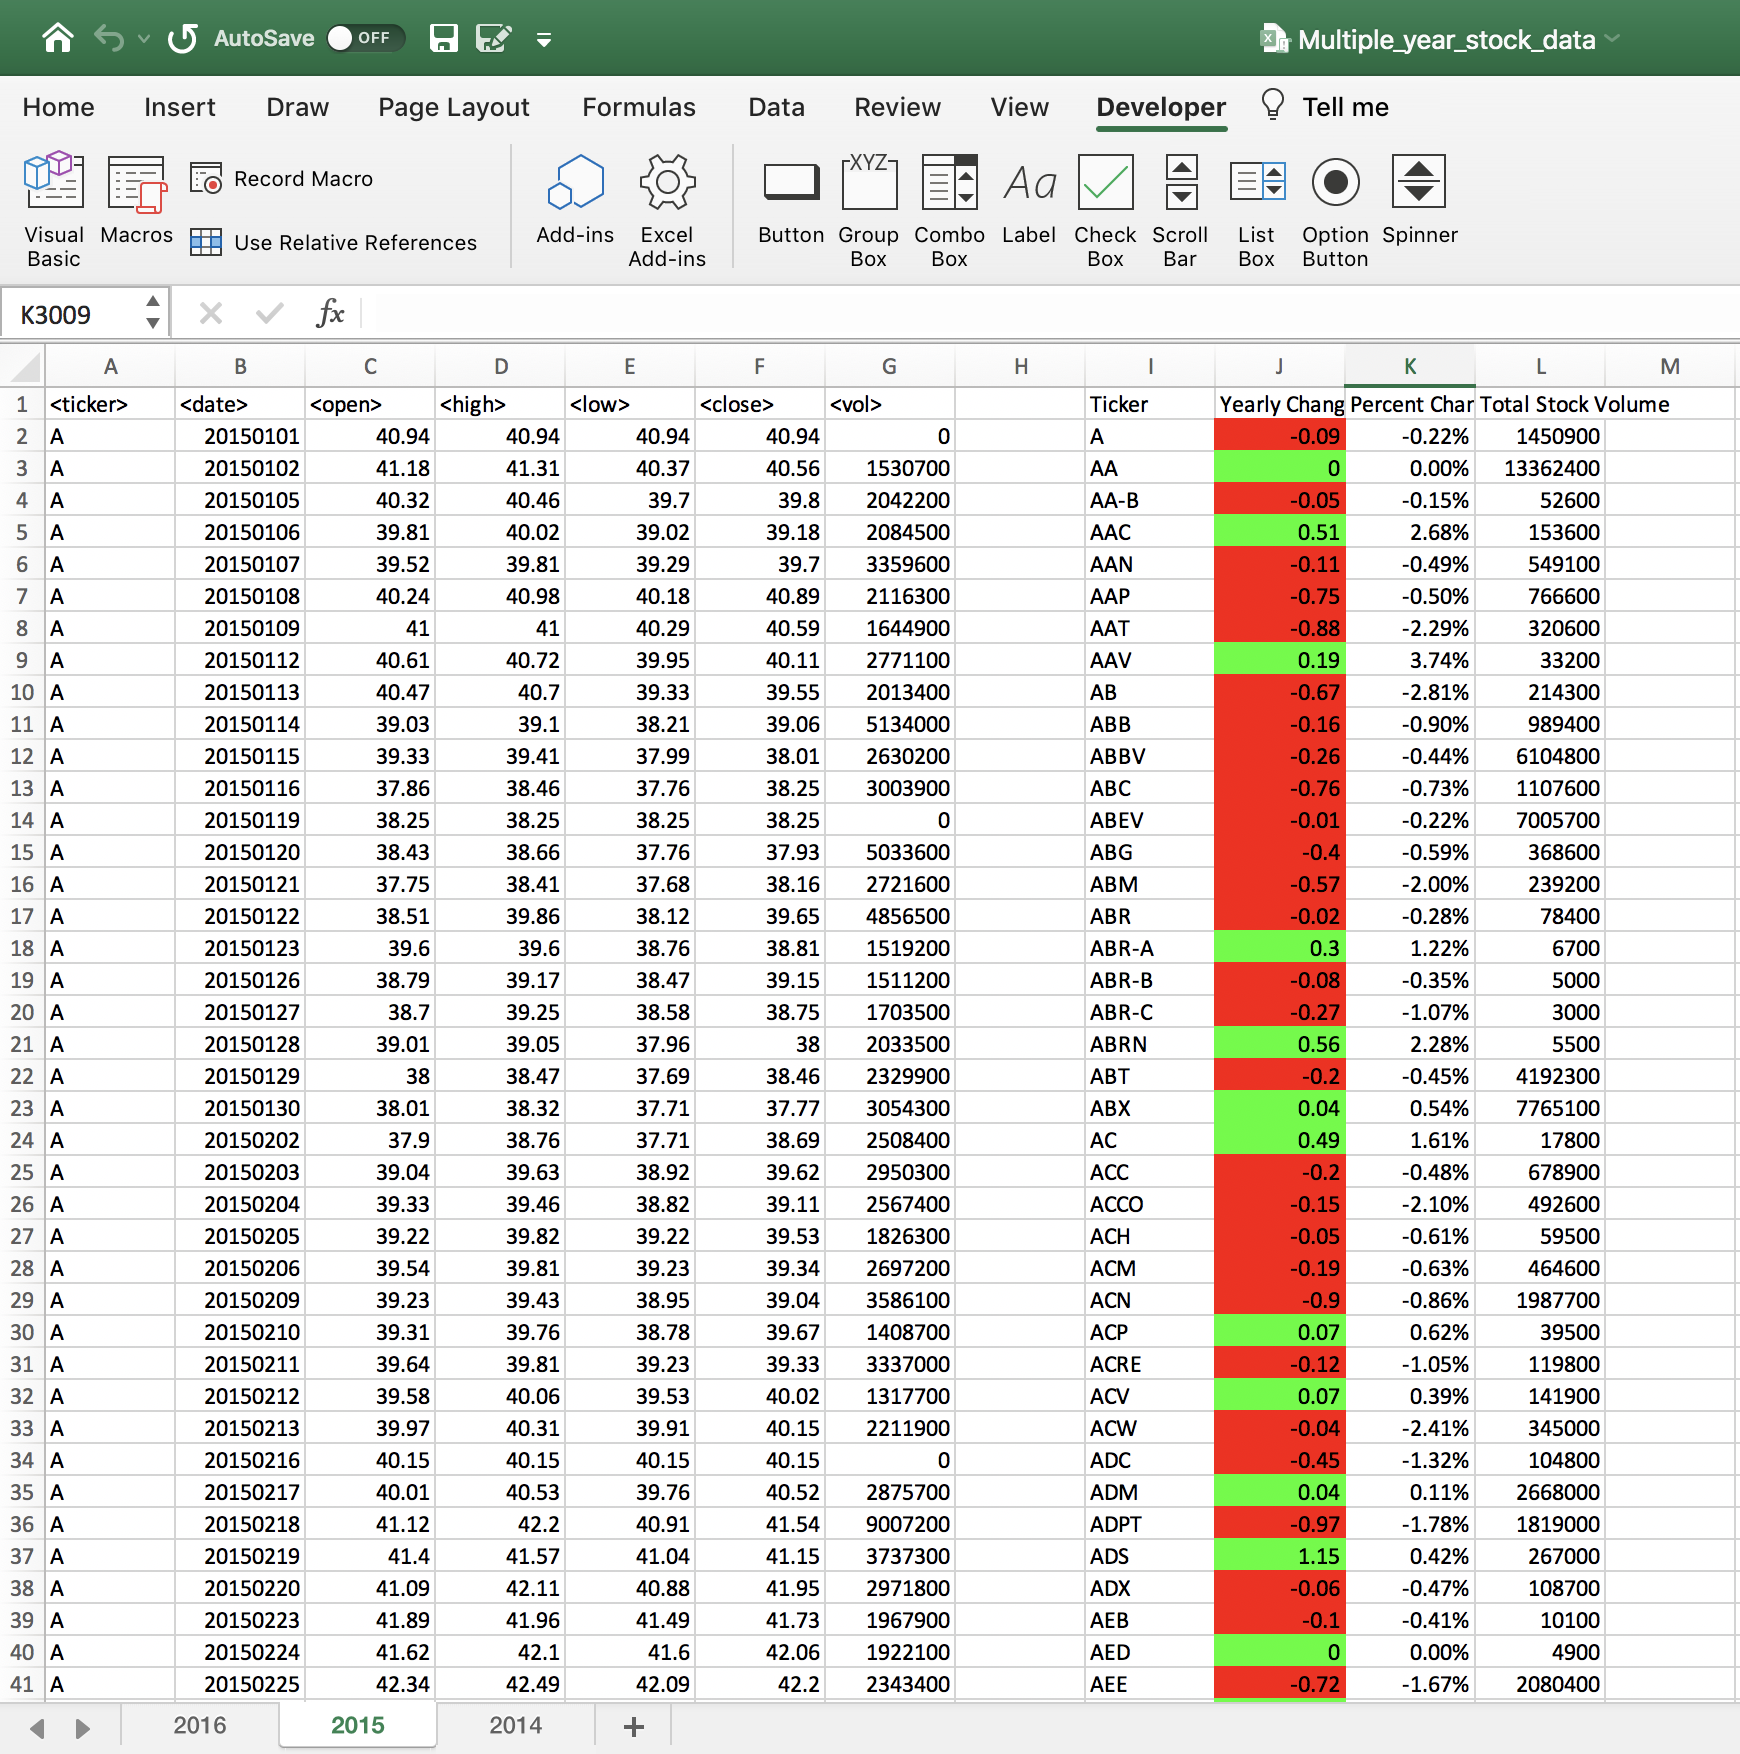 AutoSave OFF Multiple_year_stock_data
Home Insert Draw Page Layout Formulas Data Review View Developer Tell me
Visual Basic Macros Record Macro Use Relative References Add-ins Excel Add-ins Button XYZ Group Box Combo Box Aa Label Check Box Scroll Bar List Box Option Button Spinner
K3009 fx
A B C D E F G H I J K L M
1 <ticker> <date> <open> <high> <low> <close> <vol> Ticker Yearly Chang Percent Char Total Stock Volume
2 A 20150101 40.94 40.94 40.94 40.94 0 A -0.09 -0.22% 1450900
3 A 20150102 41.18 41.31 40.37 40.56 1530700 AA 0 0.00% 13362400
4 A 20150105 40.32 40.46 39.7 39.8 2042200 AA-B -0.05 -0.15% 52600
5 A 20150106 39.81 40.02 39.02 39.18 2084500 AAC 0.51 2.68% 153600
6 A 20150107 39.52 39.81 39.29 39.7 3359600 AAN -0.11 -0.49% 549100
7 A 20150108 40.24 40.98 40.18 40.89 2116300 AAP -0.75 -0.50% 766600
8 A 20150109 41 41 40.29 40.59 1644900 AAT -0.88 -2.29% 320600
9 A 20150112 40.61 40.72 39.95 40.11 2771100 AAV 0.19 3.74% 33200
10 A 20150113 40.47 40.7 39.33 39.55 2013400 AB -0.67 -2.81% 214300
11 A 20150114 39.03 39.1 38.21 39.06 5134000 ABB -0.16 -0.90% 989400
12 A 20150115 39.33 39.41 37.99 38.01 2630200 ABBV -0.26 -0.44% 6104800
13 A 20150116 37.86 38.46 37.76 38.25 3003900 ABC -0.76 -0.73% 1107600
14 A 20150119 38.25 38.25 38.25 38.25 0 ABEV -0.01 -0.22% 7005700
15 A 20150120 38.43 38.66 37.76 37.93 5033600 ABG -0.4 -0.59% 368600
16 A 20150121 37.75 38.41 37.68 38.16 2721600 ABM -0.57 -2.00% 239200
17 A 20150122 38.51 39.86 38.12 39.65 4856500 ABR -0.02 -0.28% 78400
18 A 20150123 39.6 39.6 38.76 38.81 1519200 ABR-A 0.3 1.22% 6700
19 A 20150126 38.79 39.17 38.47 39.15 1511200 ABR-B -0.08 -0.35% 5000
20 A 20150127 38.7 39.25 38.58 38.75 1703500 ABR-C -0.27 -1.07% 3000
21 A 20150128 39.01 39.05 37.96 38 2033500 ABRN 0.56 2.28% 5500
22 A 20150129 38 38.47 37.69 38.46 2329900 ABT -0.2 -0.45% 4192300
23 A 20150130 38.01 38.32 37.71 37.77 3054300 ABX 0.04 0.54% 7765100
24 A 20150202 37.9 38.76 37.71 38.69 2508400 AC 0.49 1.61% 17800
25 A 20150203 39.04 39.63 38.92 39.62 2950300 ACC -0.2 -0.48% 678900
26 A 20150204 39.33 39.46 38.82 39.11 2567400 ACCO -0.15 -2.10% 492600
27 A 20150205 39.22 39.82 39.22 39.53 1826300 ACH -0.05 -0.61% 59500
28 A 20150206 39.54 39.81 39.23 39.34 2697200 ACM -0.19 -0.63% 464600
29 A 20150209 39.23 39.43 38.95 39.04 3586100 ACN -0.9 -0.86% 1987700
30 A 20150210 39.31 39.76 38.78 39.67 1408700 ACP 0.07 0.62% 39500
31 A 20150211 39.64 39.81 39.23 39.33 3337000 ACRE -0.12 -1.05% 119800
32 A 20150212 39.58 40.06 39.53 40.02 1317700 ACV 0.07 0.39% 141900
33 A 20150213 39.97 40.31 39.91 40.15 2211900 ACW -0.04 -2.41% 345000
34 A 20150216 40.15 40.15 40.15 40.15 0 ADC -0.45 -1.32% 104800
35 A 20150217 40.01 40.53 39.76 40.52 2875700 ADM 0.04 0.11% 2668000
36 A 20150218 41.12 42.2 40.91 41.54 9007200 ADPT -0.97 -1.78% 1819000
37 A 20150219 41.4 41.57 41.04 41.15 3737300 ADS 1.15 0.42% 267000
38 A 20150220 41.09 42.11 40.88 41.95 2971800 ADX -0.06 -0.47% 108700
39 A 20150223 41.89 41.96 41.49 41.73 1967900 AEB -0.1 -0.41% 10100
40 A 20150224 41.62 42.1 41.6 42.06 1922100 AED 0 0.00% 4900
41 A 20150225 42.34 42.49 42.09 42.2 2343400 AEE -0.72 -1.67% 2080400
2016 2015 2014 +